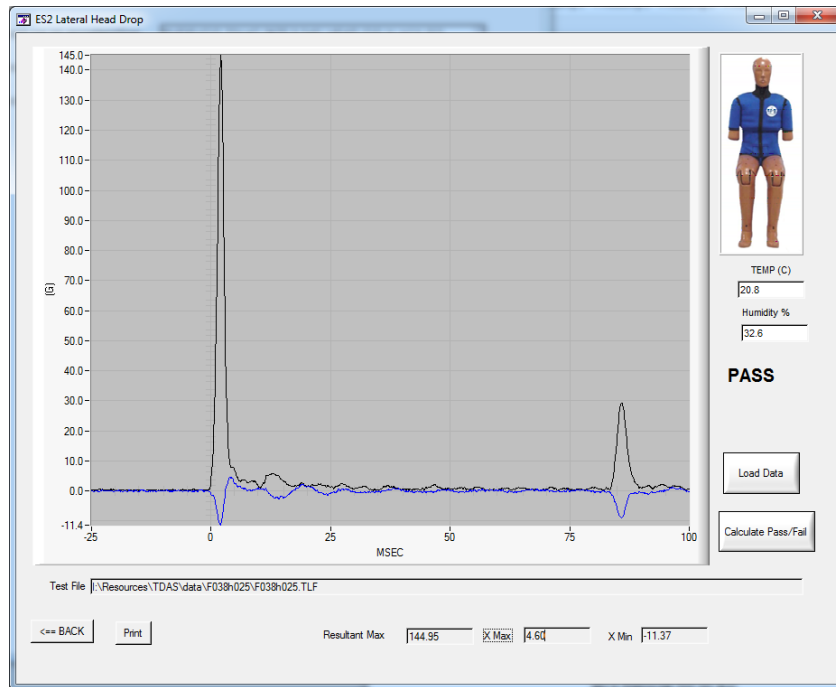 ES2 Lateral Head Drop
145.0
140.0
130.0
120.0
110.0
100.0
90.0
80.0
70.0
60.0
50.0
40.0
30.0
20.0
10.0
0.0
-11.4
(G)
-25
0
25
50
75
100
MSEC
TEMP (C)
20.8
Humidity %
32.6
PASS
Load Data
Calculate Pass/Fail
Test File I:\Resources\TDAS\data\F038h025\F038h025.TLF
<== BACK
Print
Resultant Max 144.95 X Max 4.60 X Min -11.37